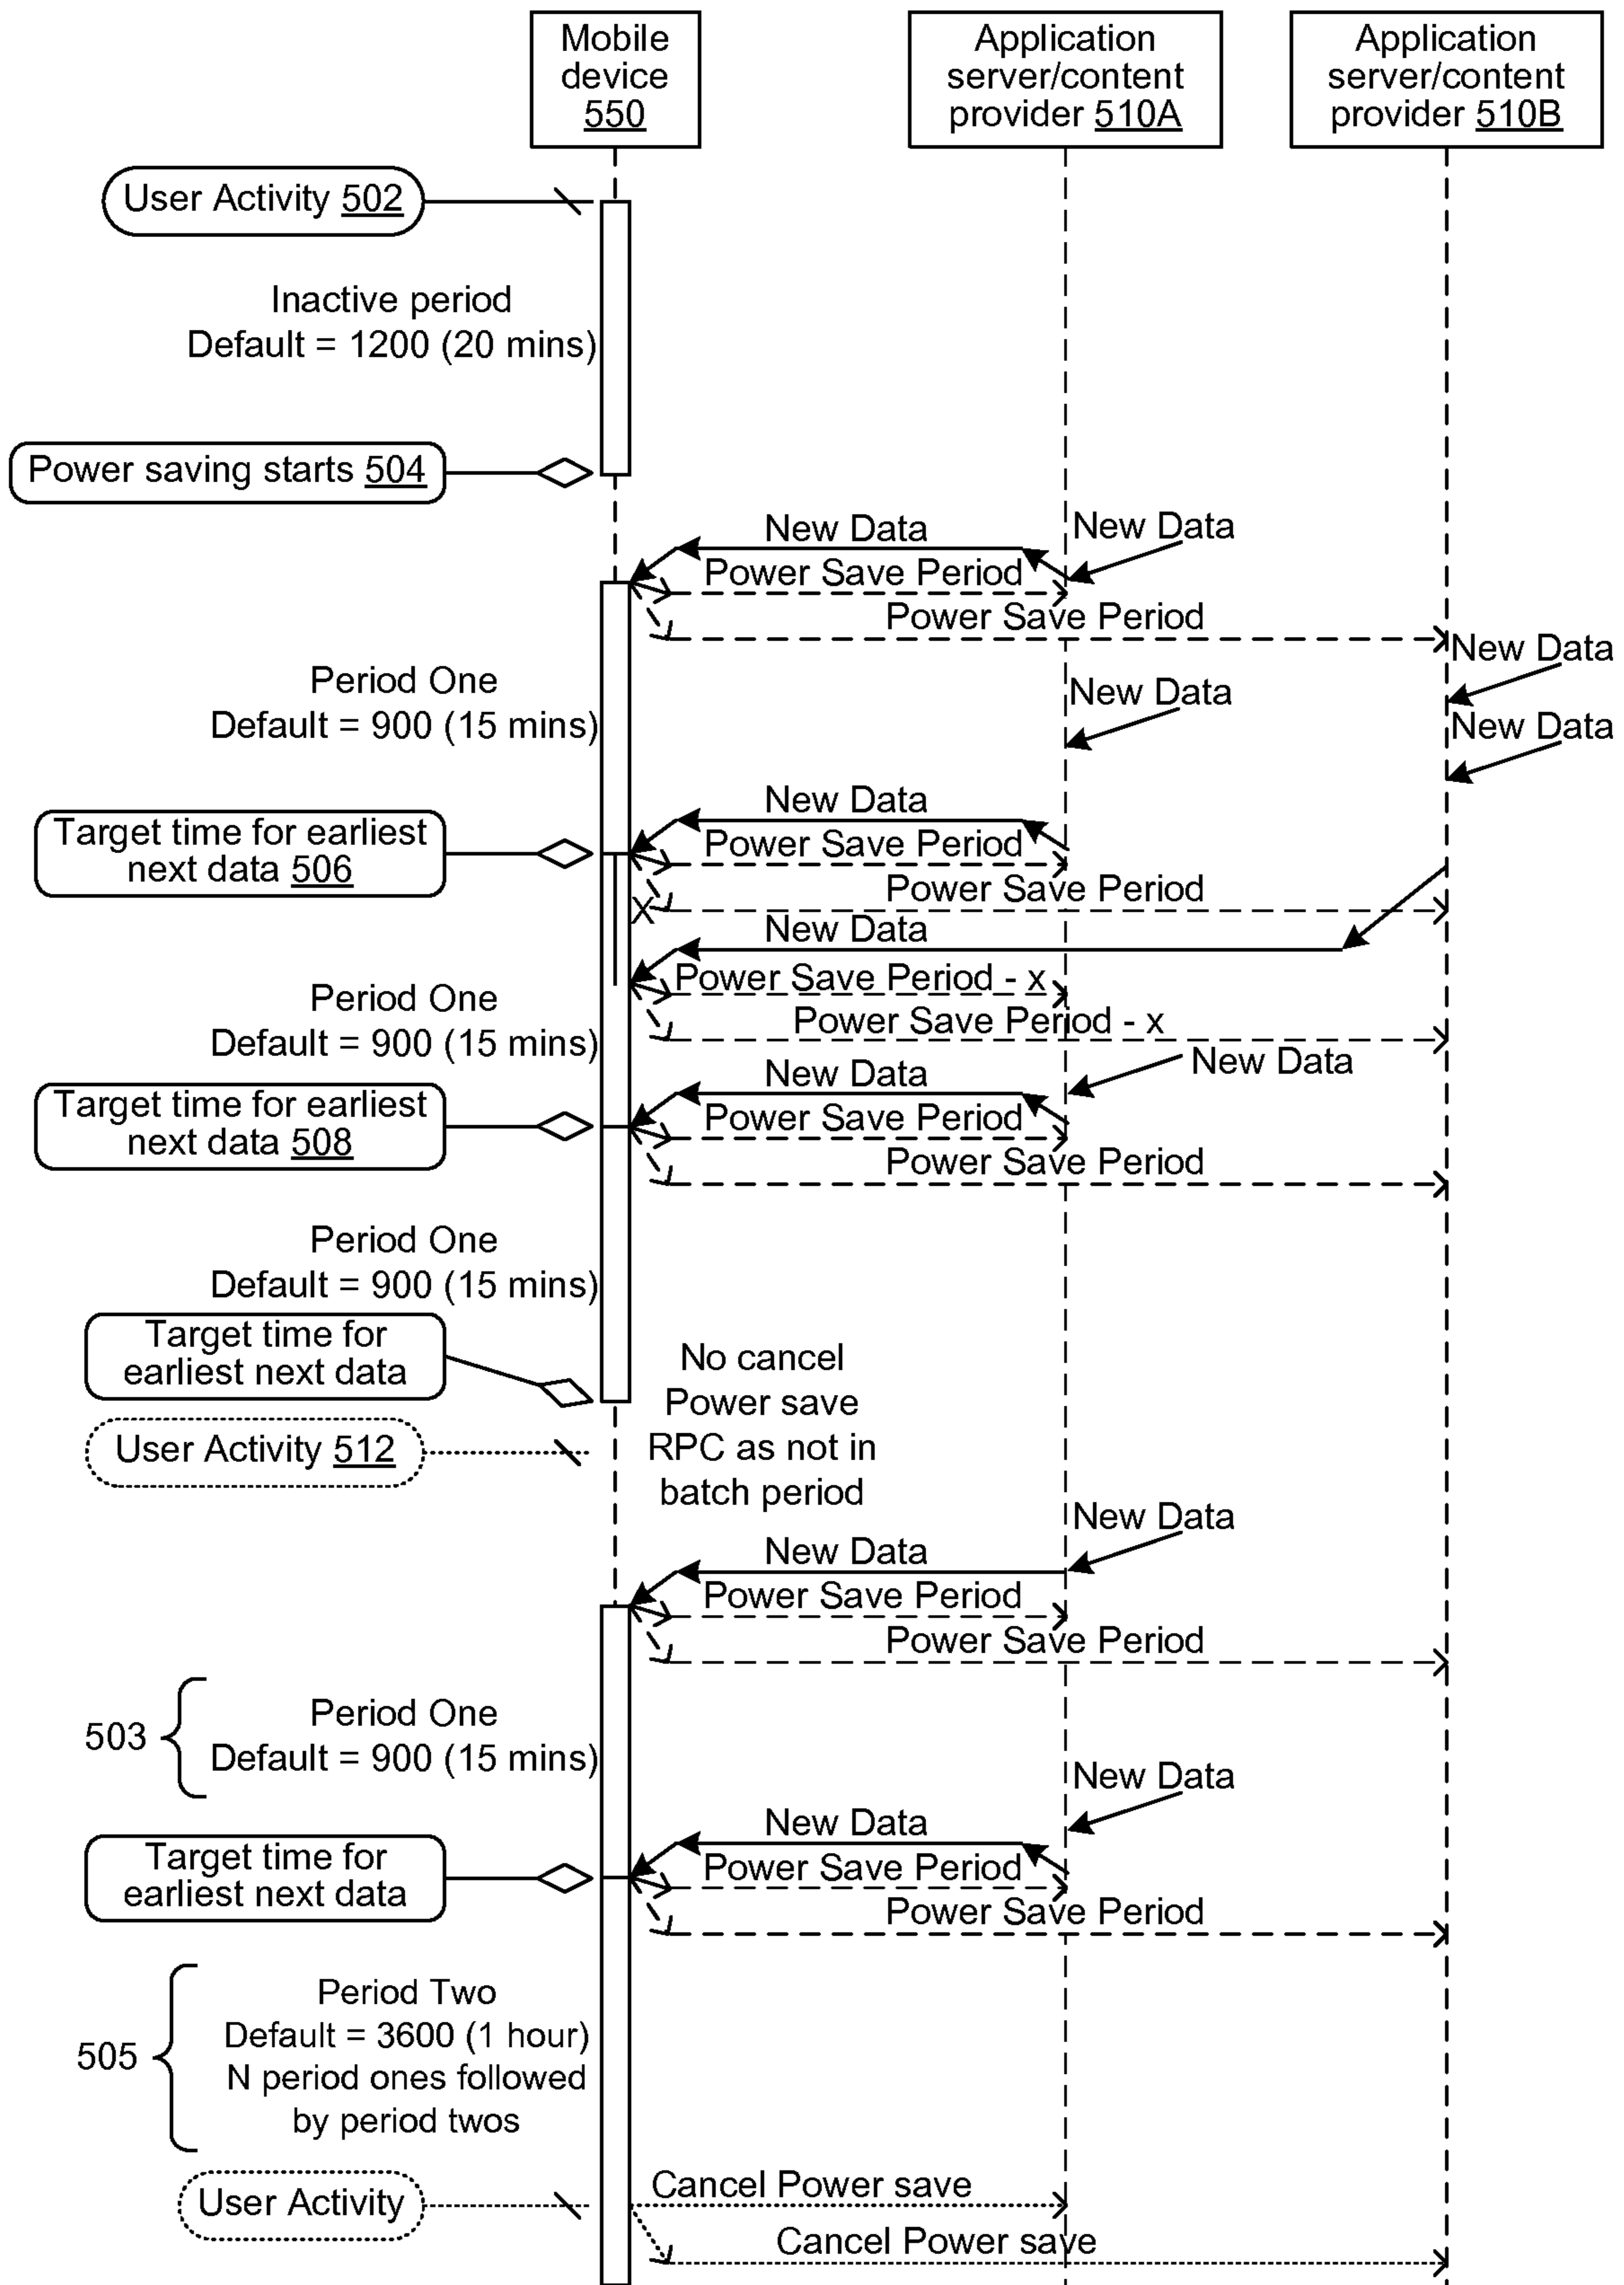 Mobile
device
550
Application
server/content
provider 510A
Application
server/content
provider 510B
User Activity 502
Inactive period
Default = 1200 (20 mins)
Power saving starts 504
New Data
New Data
Power Save Period
Power Save Period
New Data
Period One
Default = 900 (15 mins)
New Data
New Data
Target time for earliest
next data 506
New Data
Power Save Period
Power Save Period
X
New Data
Power Save Period - x
Power Save Period - x
Period One
Default = 900 (15 mins)
New Data
Target time for earliest
next data 508
New Data
Power Save Period
Power Save Period
Period One
Default = 900 (15 mins)
Target time for
earliest next data
No cancel
Power save
RPC as not in
batch period
User Activity 512
New Data
New Data
Power Save Period
Power Save Period
503
Period One
Default = 900 (15 mins)
New Data
Target time for
earliest next data
New Data
Power Save Period
Power Save Period
505
Period Two
Default = 3600 (1 hour)
N period ones followed
by period twos
User Activity
Cancel Power save
Cancel Power save